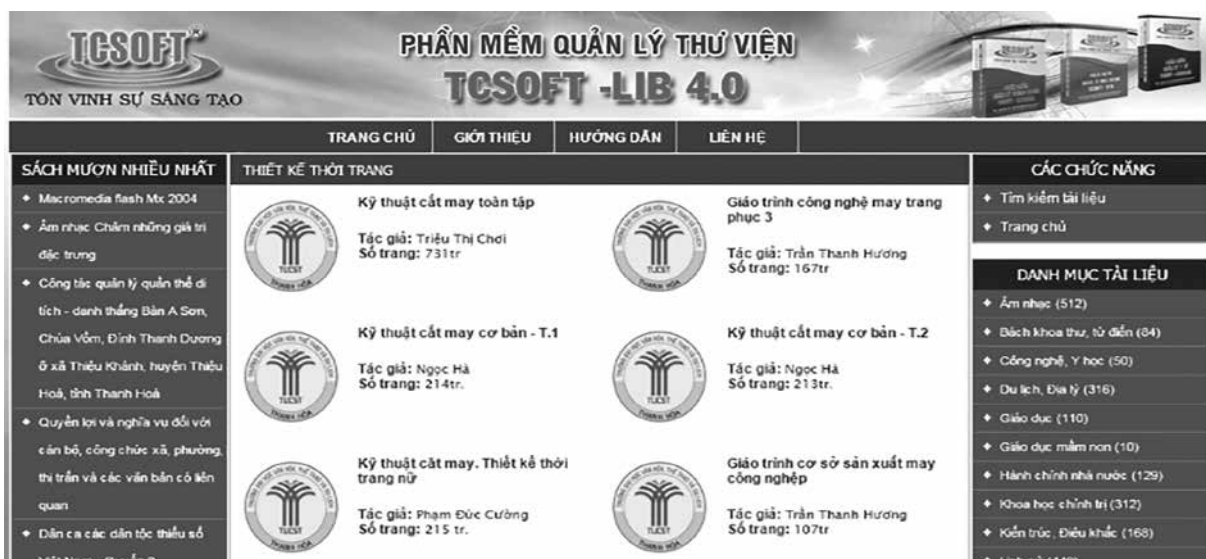 TCSOFT
TÔN VINH SỰ SÁNG TẠO
PHẦN MỀM QUẢN LÝ THƯ VIỆN
TCSOFT -LIB 4.0
TRANG CHỦ
GIỚI THIỆU
HƯỚNG DẪN
LIÊN HỆ
SÁCH MƯỢN NHIỀU NHẤT
Macromedia flash Mx 2004
Âm nhạc Chăm những giá trị
đặc trưng
Công tác quản lý quần thể di
tích - danh thắng Bàn A Sơn,
Chùa Vồm, Đình Thanh Dương
ở xã Thiệu Khánh, huyện Thiệu
Hoá, tỉnh Thanh Hoá
Quyền lợi và nghĩa vụ đối với
cán bộ, công chức xã, phường,
thị trấn và các văn bản có liên
quan
Dân ca các dân tộc thiểu số
THIẾT KẾ THỜI TRANG
Kỹ thuật cắt may toàn tập
Tác giả: Triệu Thị Chơi
Số trang: 731tr
Giáo trình công nghệ may trang
phục 3
Tác giả: Trần Thanh Hương
Số trang: 167tr
Kỹ thuật cắt may cơ bản - T.1
Tác giả: Ngọc Hà
Số trang: 214tr.
Kỹ thuật cắt may cơ bản - T.2
Tác giả: Ngọc Hà
Số trang: 213tr.
Kỹ thuật căt may. Thiết kế thời
trang nữ
Tác giả: Phạm Đức Cường
Số trang: 215 tr.
Giáo trình cơ sở sản xuất may
công nghệp
Tác giả: Trần Thanh Hương
Số trang: 107tr
CÁC CHỨC NĂNG
Tìm kiếm tài liệu
Trang chủ
DANH MỤC TÀI LIỆU
Âm nhạc (512)
Bách khoa thư, từ điển (84)
Công nghệ, Y học (50)
Du lịch, Địa lý (316)
Giáo dục (110)
Giáo dục mầm non (10)
Hành chính nhà nước (129)
Khoa học chính trị (312)
Kiến trúc, Điêu khắc (168)